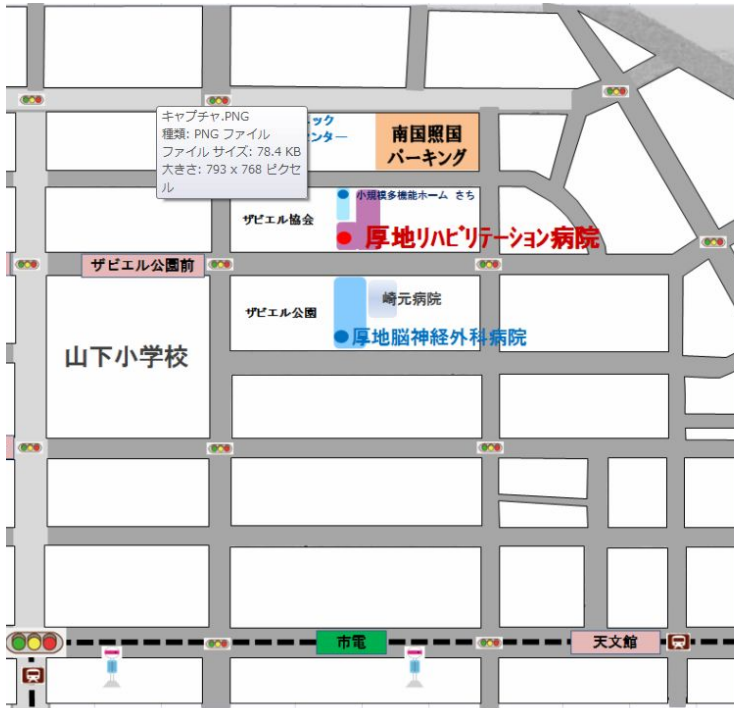 キャプチャ.PNG
種類: PNG ファイル
ファイル サイズ: 78.4 KB
大きさ: 793 x 768 ピクセ
ル
ック
ンター
南国照国
パーキング
小規模多機能ホーム さち
ザビエル協会
厚地リハビリテーション病院
ザビエル公園前
崎元病院
ザビエル公園
厚地脳神経外科病院
山下小学校
市電
天文館